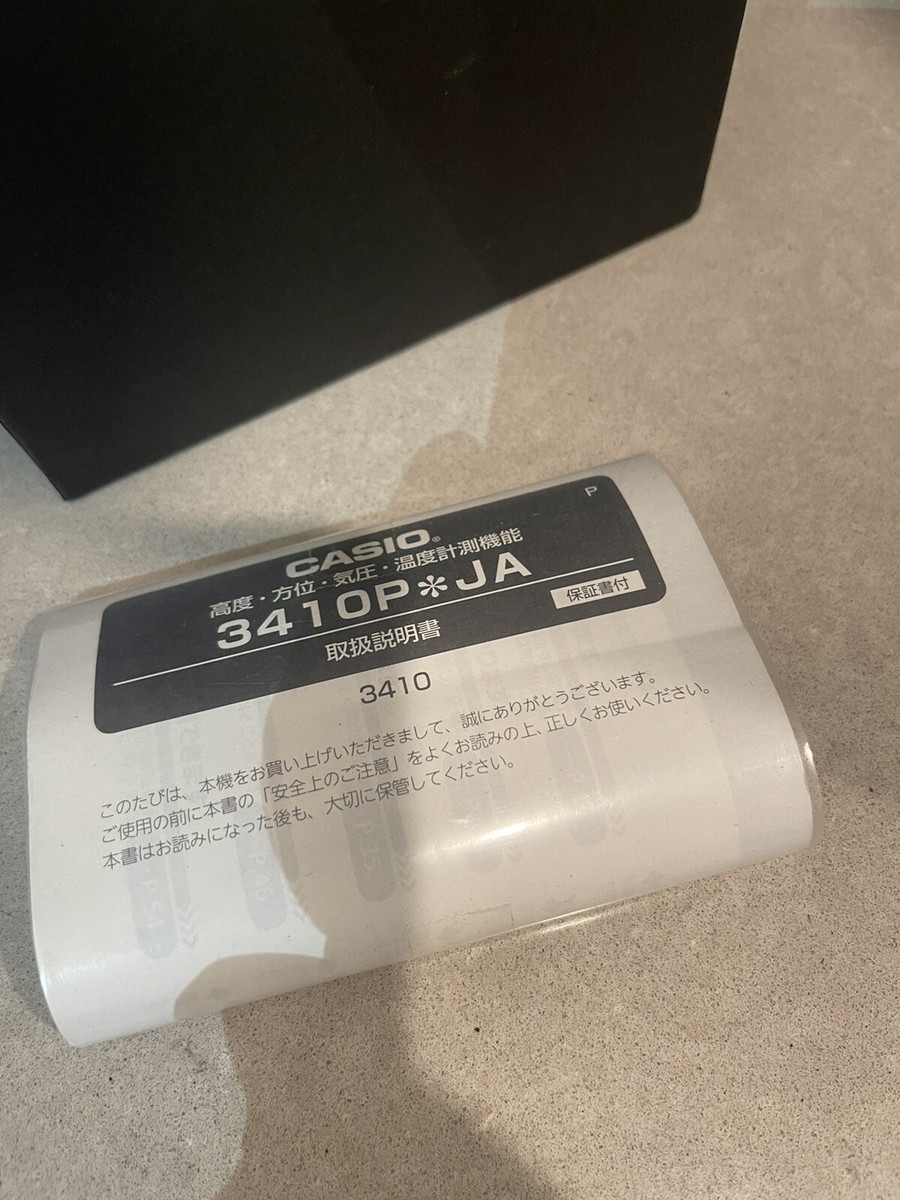 P
CASIO®
高度・方位・気圧・温度計測機能
3410P＊JA
保証書付
取扱説明書
3410
このたびは、本機をお買い上げいただきまして、誠にありがとうございます。
ご使用の前に本書の「安全上のご注意」をよくお読みの上、正しくお使いください。
本書はお読みになった後も、大切に保管してください。